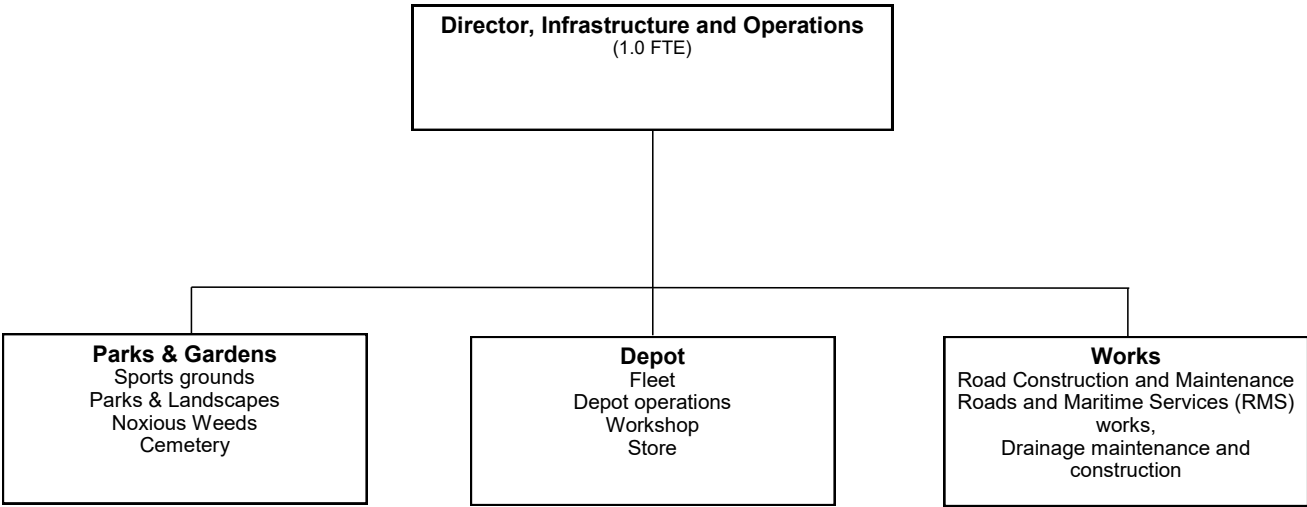 Director, Infrastructure and Operations
(1.0 FTE)
Parks & Gardens
Sports grounds
Parks & Landscapes
Noxious Weeds
Cemetery
Depot
Fleet
Depot operations
Workshop
Store
Works
Road Construction and Maintenance
Roads and Maritime Services (RMS)
works,
Drainage maintenance and
construction